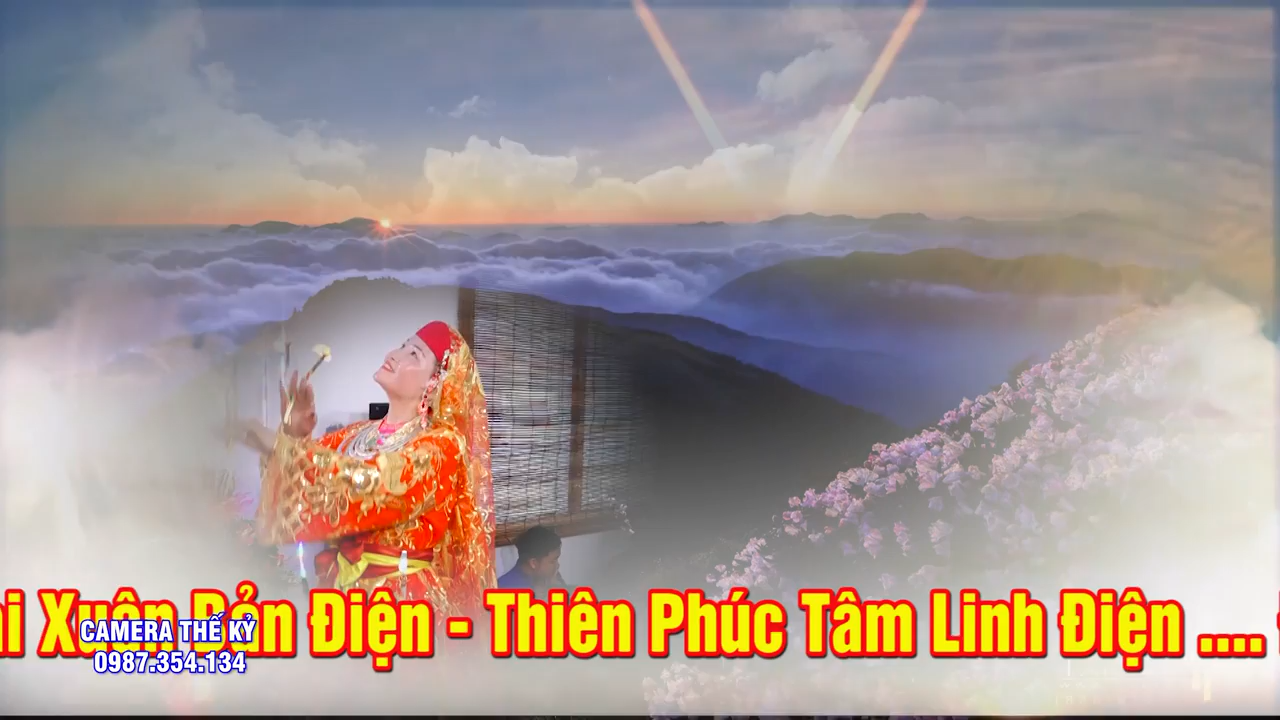 Xuân Bản Điện - Thiên Phúc Tâm Linh Điện ....
CAMERA THẾ KỶ
0987.354.134